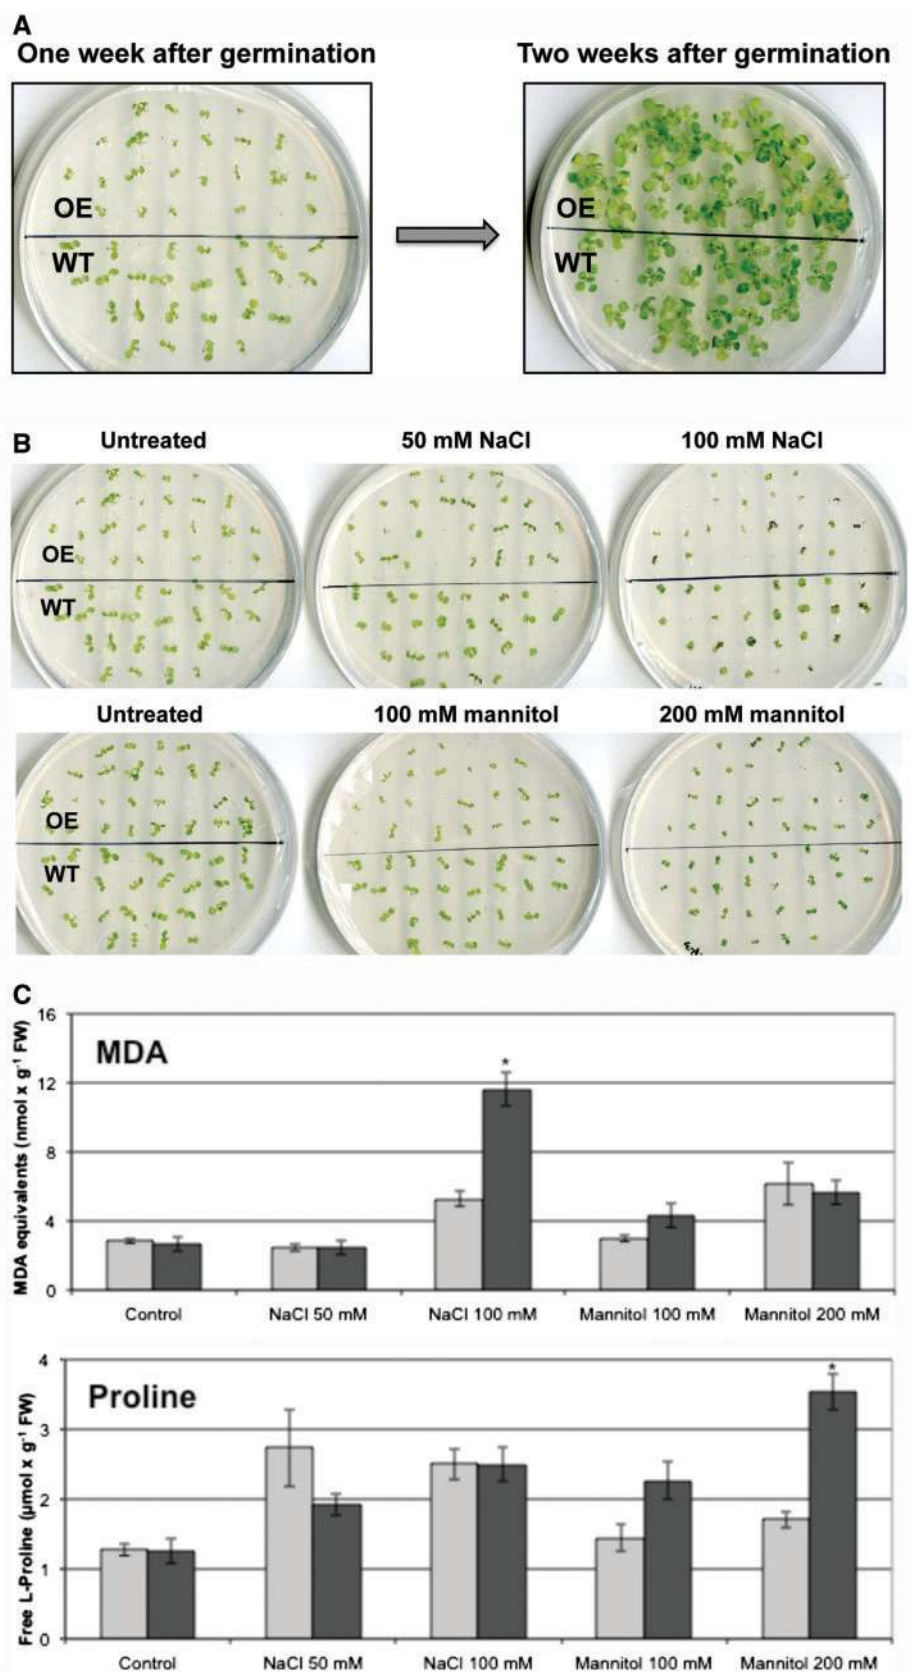 A
One week after germination
Two weeks after germination
OE
WT
OE
WT
B
Untreated
50 mM NaCl
100 mM NaCl
OE
WT
Untreated
100 mM mannitol
200 mM mannitol
OE
WT
C
MDA equivalents (nmol x g⁻¹ FW)
16
12
8
4
0
MDA
*
Control
NaCl 50 mM
NaCl 100 mM
Mannitol 100 mM
Mannitol 200 mM
Free L-Proline (µmol x g⁻¹ FW)
4
3
2
1
0
Proline
*
Control
NaCl 50 mM
NaCl 100 mM
Mannitol 100 mM
Mannitol 200 mM